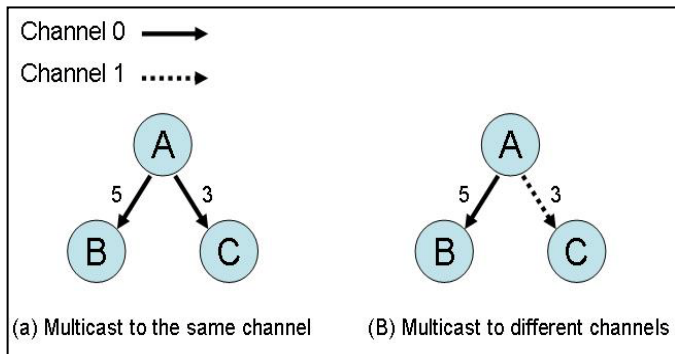 Channel 0
Channel 1
A
5
3
B
C
(a) Multicast to the same channel
A
5
3
B
C
(B) Multicast to different channels